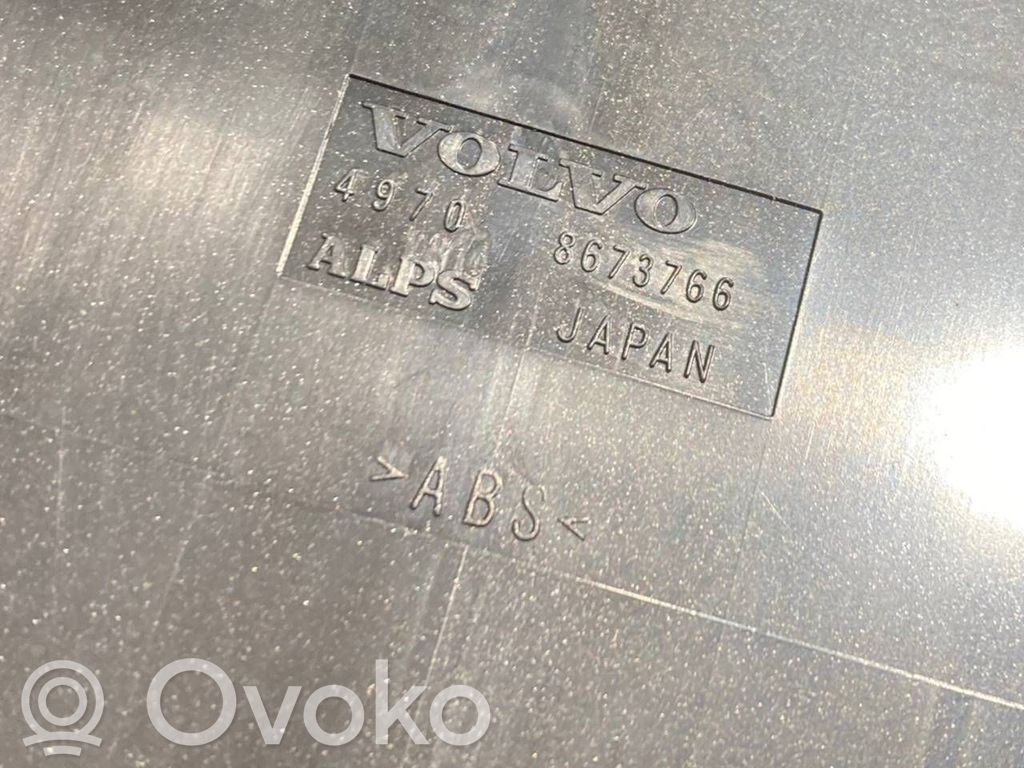 VOLVO
4970 8673766
ALPS JAPAN
>ABS<
R Ovoko